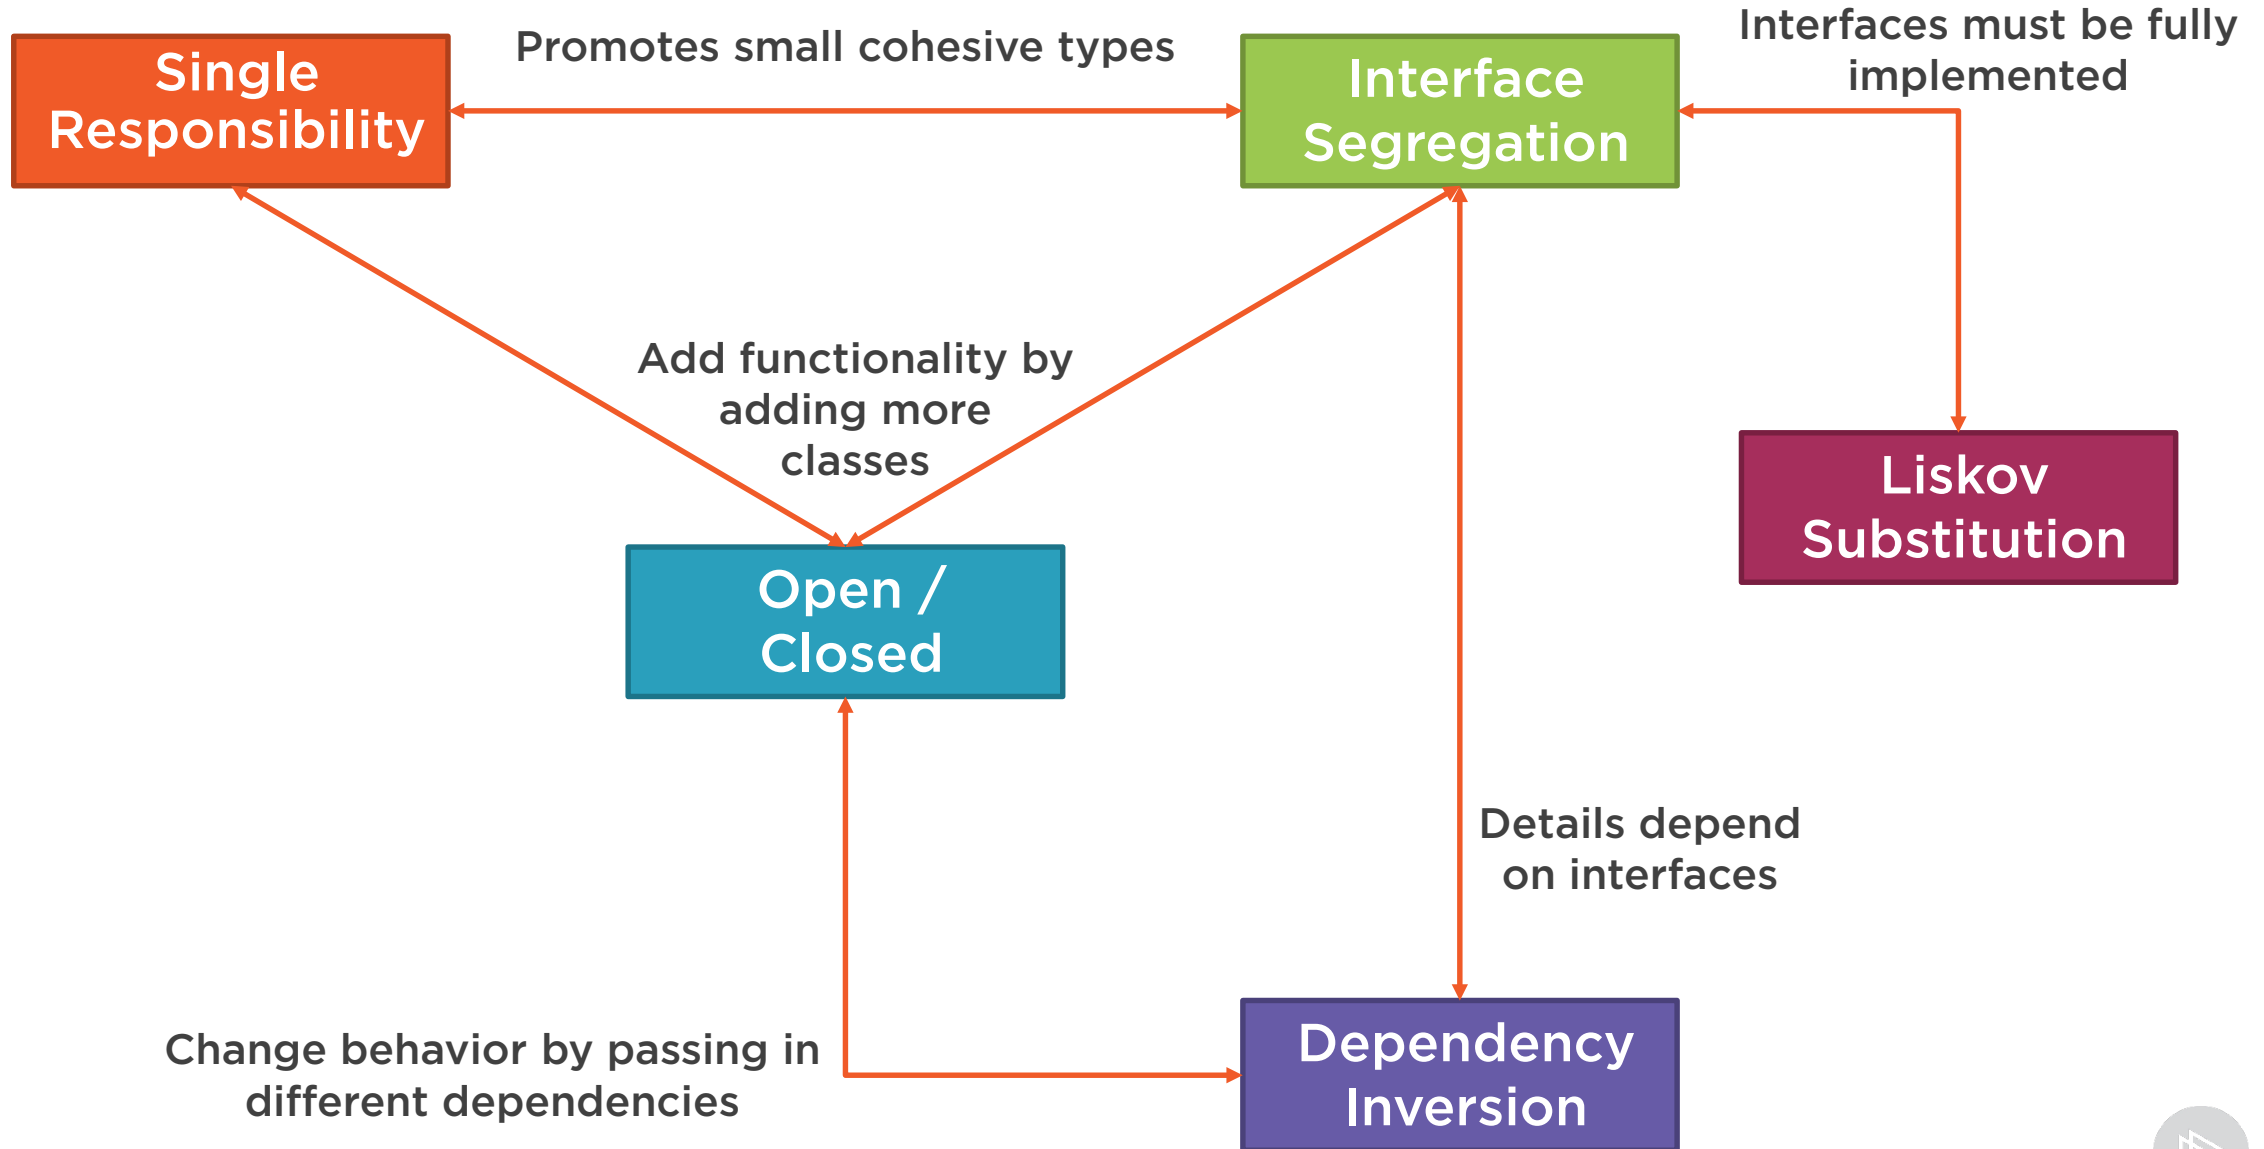 Single
Responsibility
Promotes small cohesive types
Interface
Segregation
Interfaces must be fully
implemented
Add functionality by
adding more
classes
Liskov
Substitution
Open /
Closed
Details depend
on interfaces
Change behavior by passing in
different dependencies
Dependency
Inversion